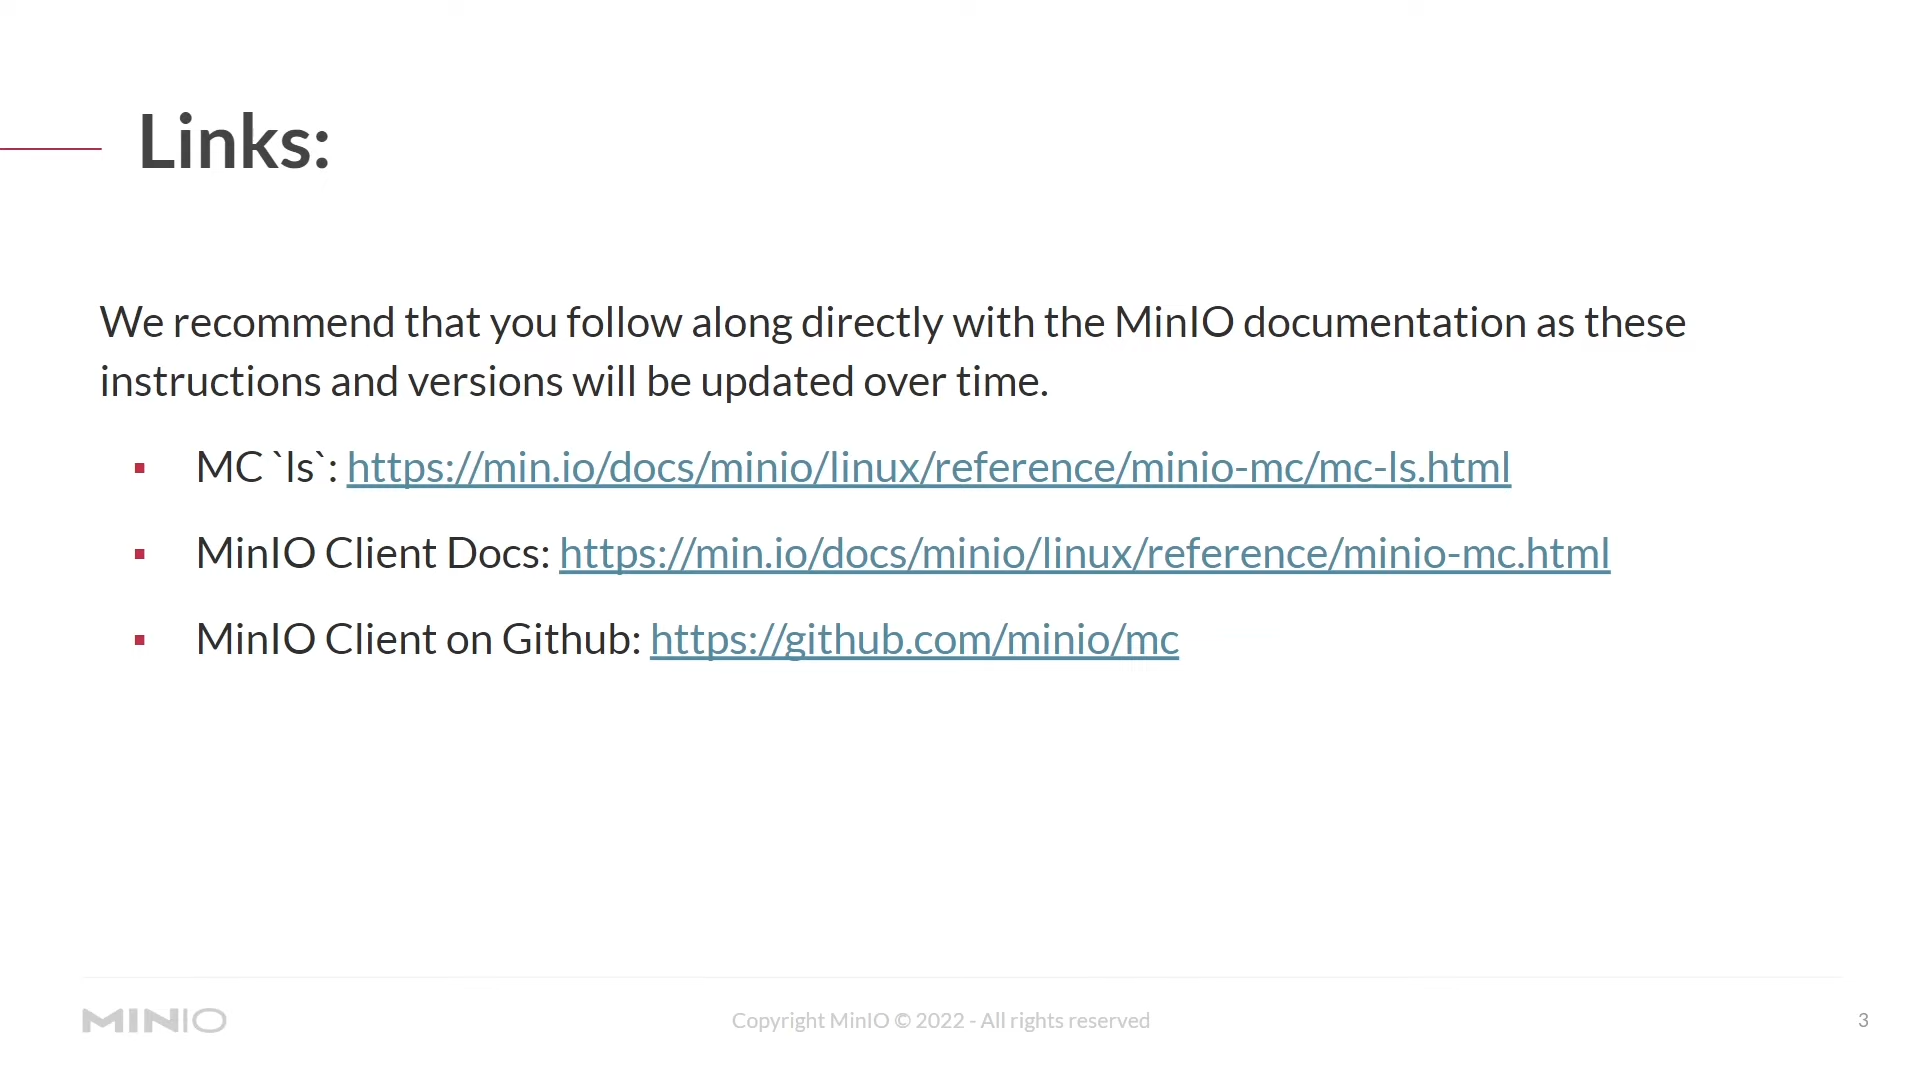 Links:
We recommend that you follow along directly with the MinIO documentation as these
instructions and versions will be updated over time.
▪ MC `ls`: https://min.io/docs/minio/linux/reference/minio-mc/mc-ls.html
▪ MinIO Client Docs: https://min.io/docs/minio/linux/reference/minio-mc.html
▪ MinIO Client on Github: https://github.com/minio/mc
MINIO
Copyright MinIO © 2022 - All rights reserved
3